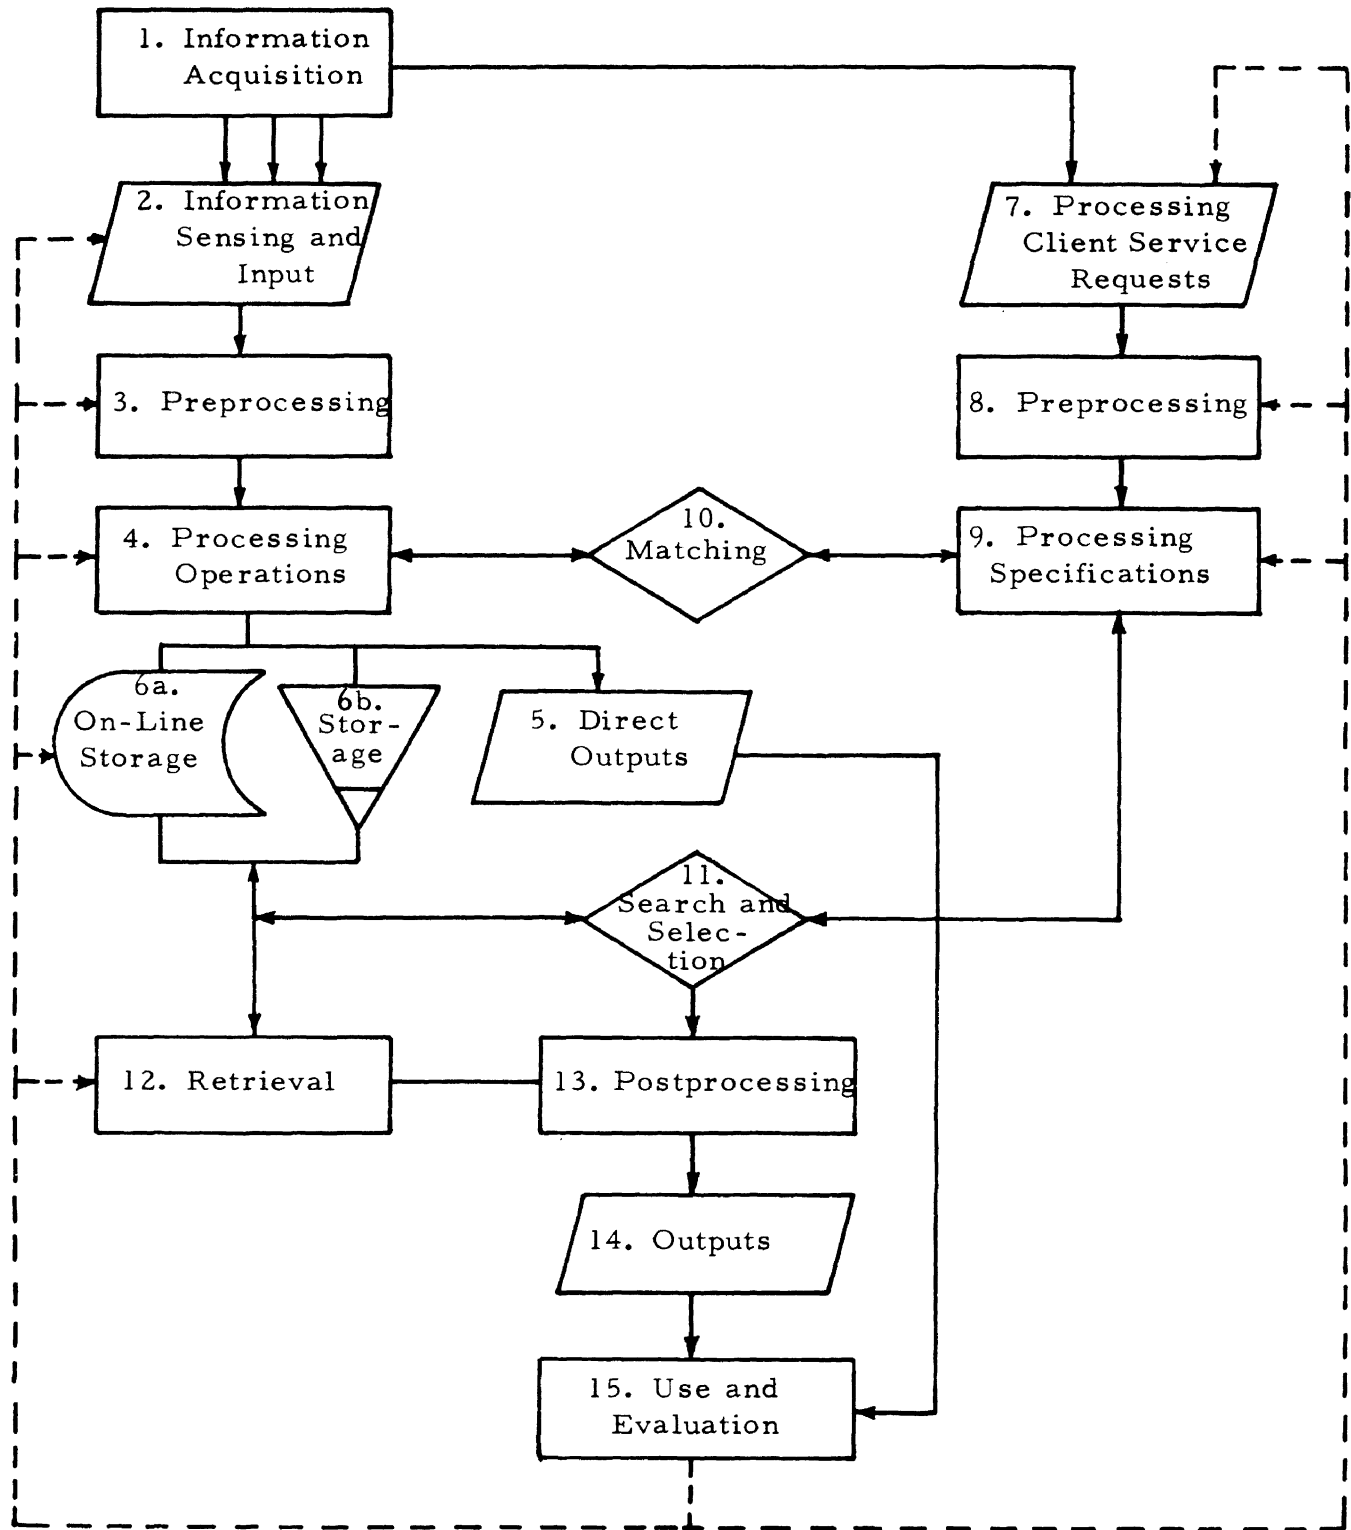 1. Information
Acquisition
2. Information
Sensing and
Input
7. Processing
Client Service
Requests
3. Preprocessing
8. Preprocessing
4. Processing
Operations
10.
Matching
9. Processing
Specifications
6a.
On-Line
Storage
6b.
Stor-
age
5. Direct
Outputs
11.
Search and
Selec-
tion
12. Retrieval
13. Postprocessing
14. Outputs
15. Use and
Evaluation